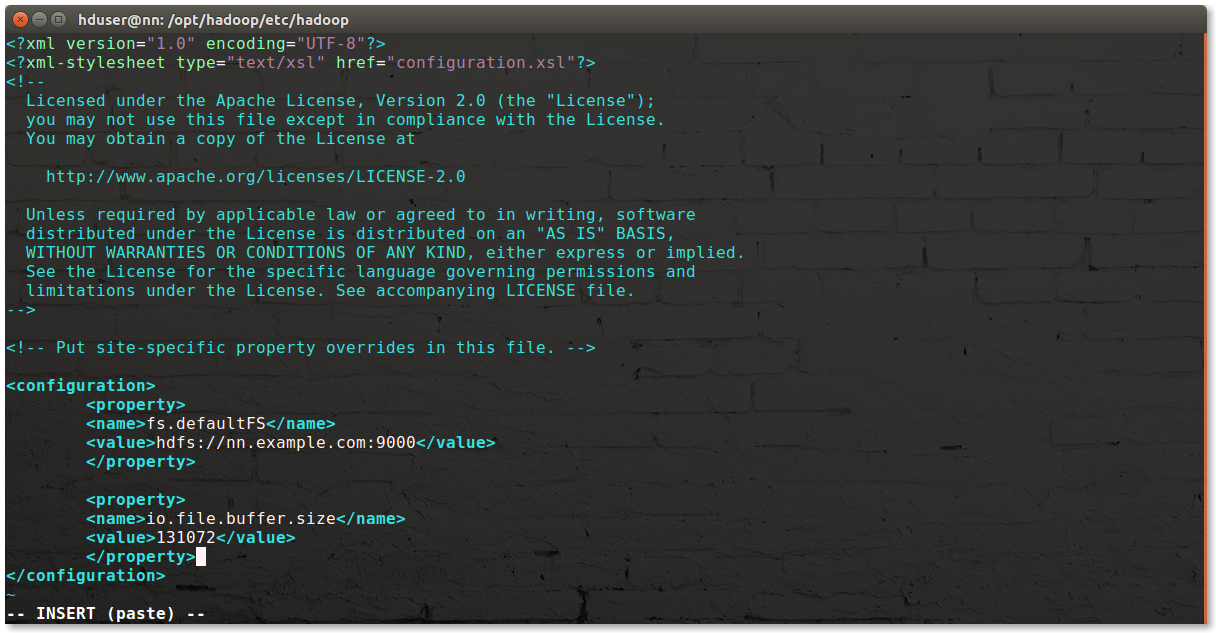 hduser@nn: /opt/hadoop/etc/hadoop
<?xml version="1.0" encoding="UTF-8"?>
<?xml-stylesheet type="text/xsl" href="configuration.xsl"?>
<!--
  Licensed under the Apache License, Version 2.0 (the "License");
  you may not use this file except in compliance with the License.
  You may obtain a copy of the License at

    http://www.apache.org/licenses/LICENSE-2.0

  Unless required by applicable law or agreed to in writing, software
  distributed under the License is distributed on an "AS IS" BASIS,
  WITHOUT WARRANTIES OR CONDITIONS OF ANY KIND, either express or implied.
  See the License for the specific language governing permissions and
  limitations under the License. See accompanying LICENSE file.
-->

<!-- Put site-specific property overrides in this file. -->

<configuration>
        <property>
        <name>fs.defaultFS</name>
        <value>hdfs://nn.example.com:9000</value>
        </property>

        <property>
        <name>io.file.buffer.size</name>
        <value>131072</value>
        </property>
</configuration>
~
-- INSERT (paste) --